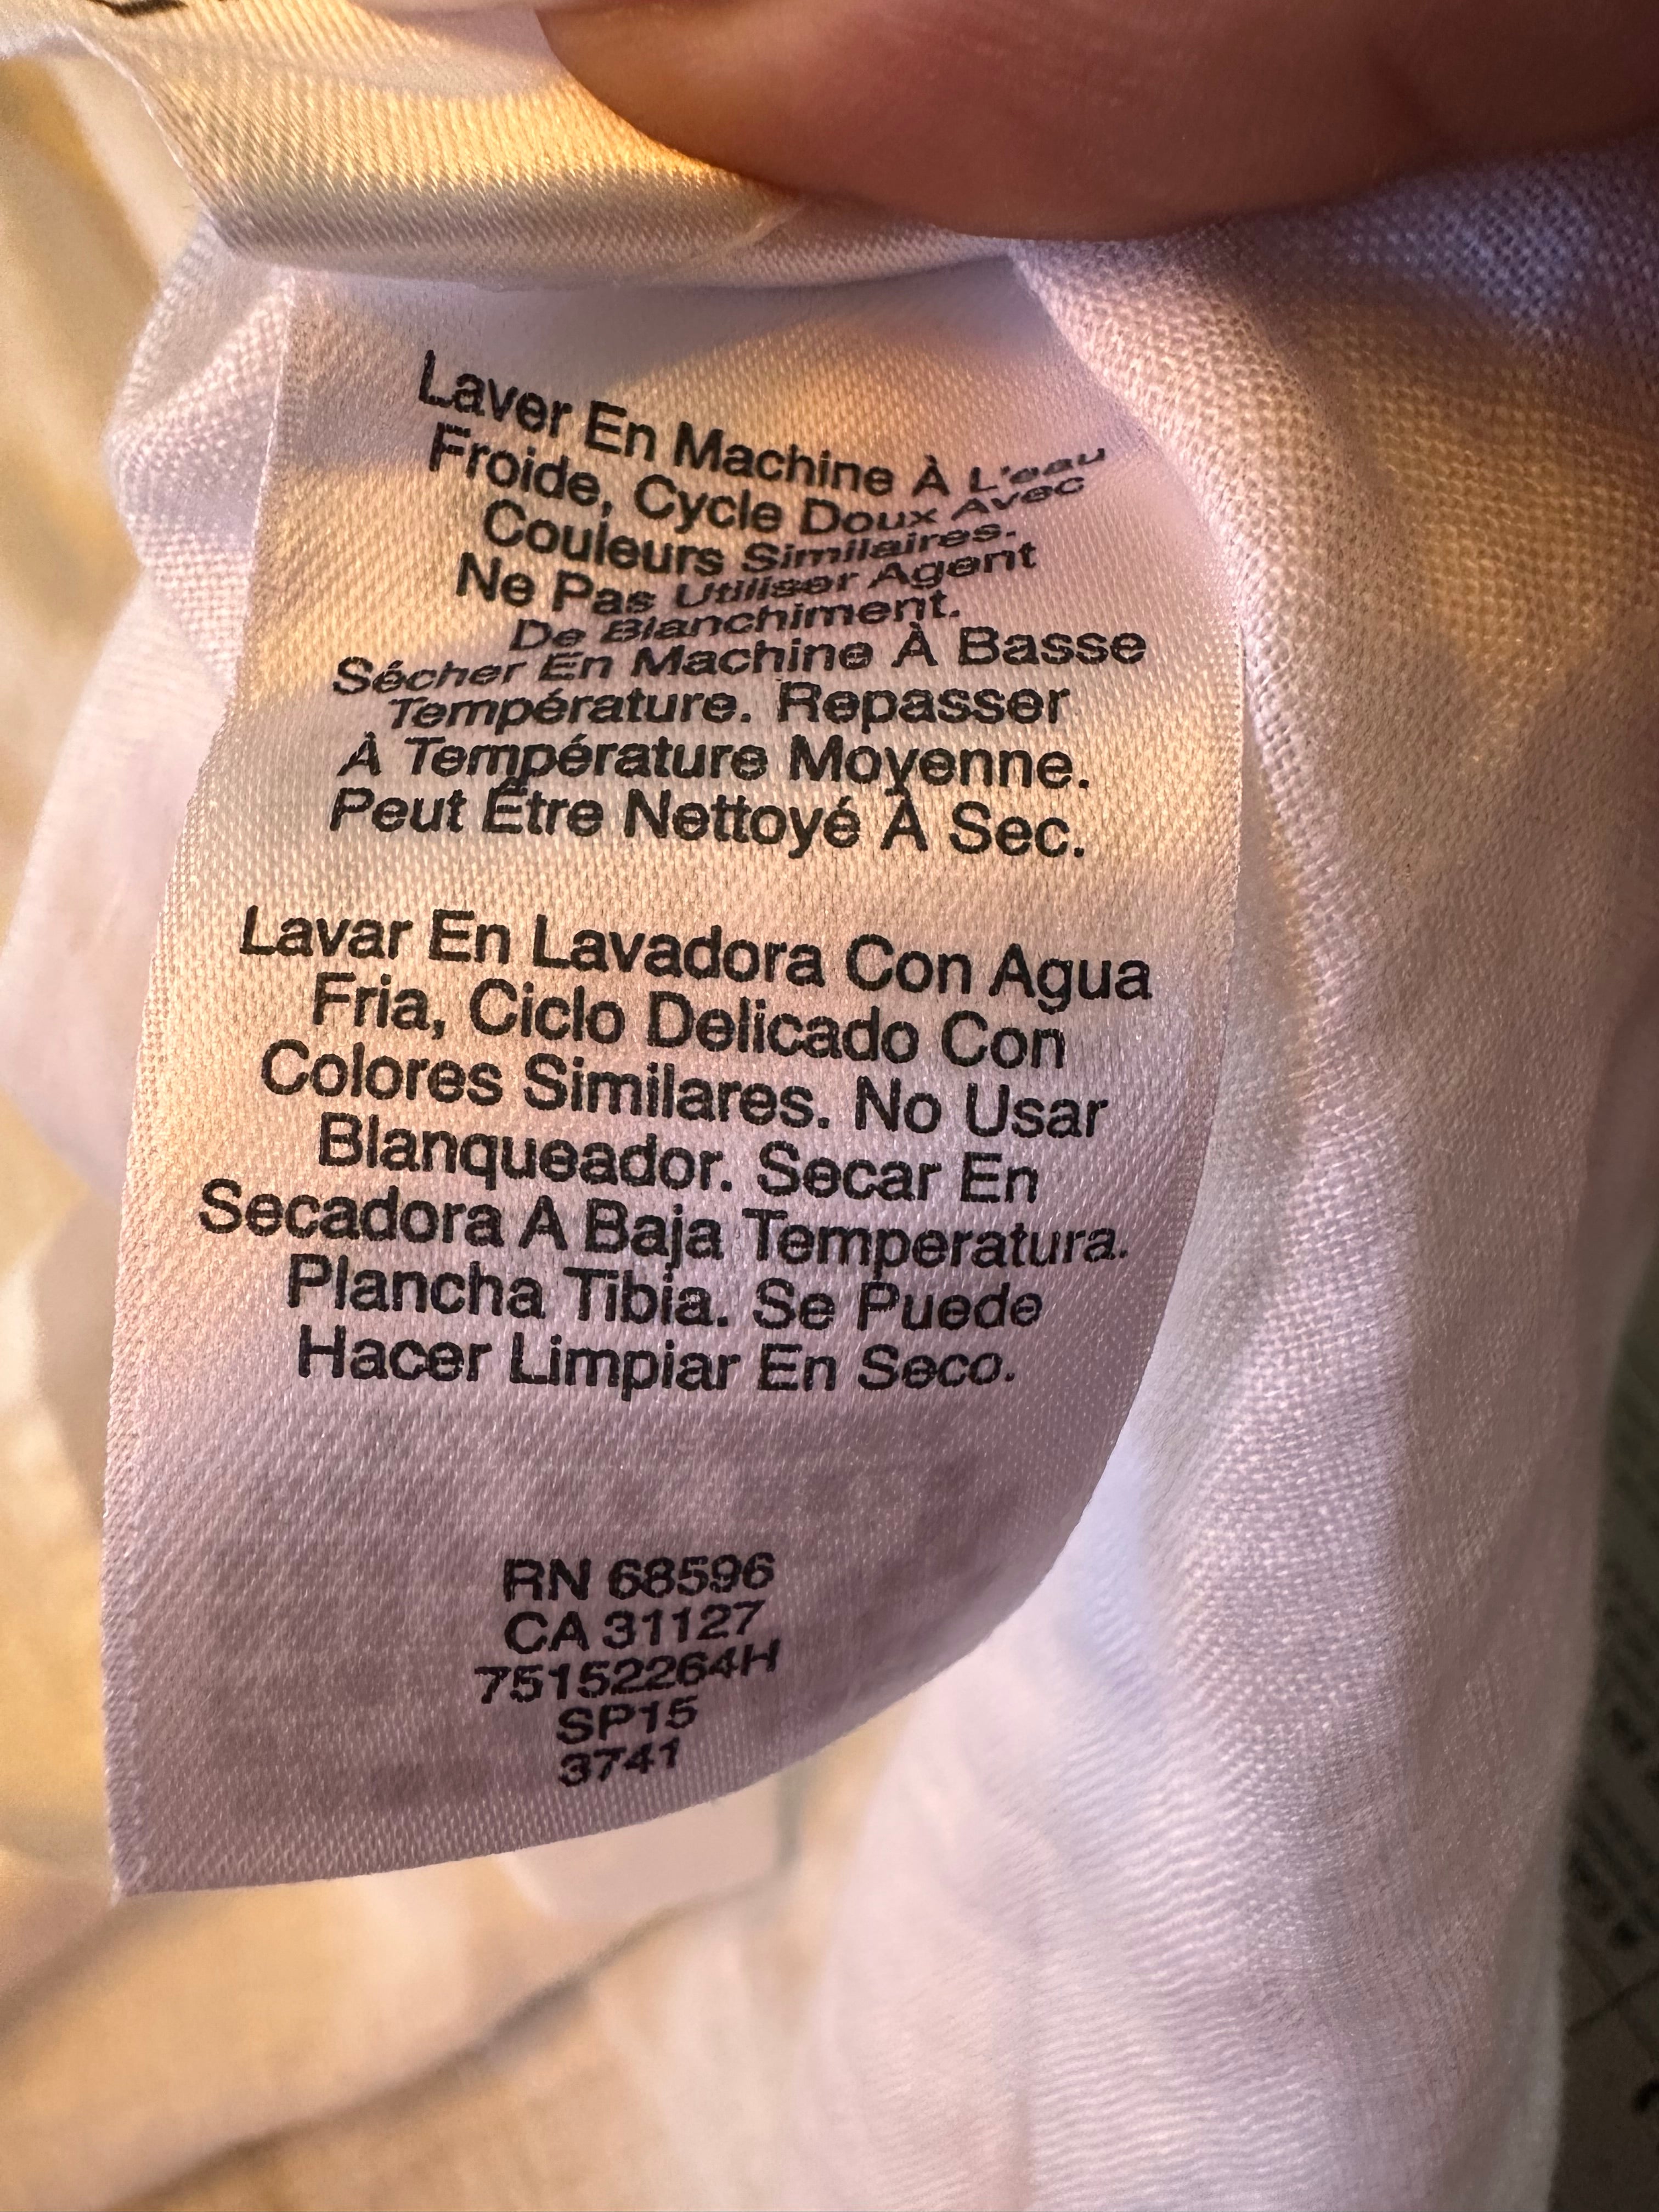 Laver En Machine À L'eau
Froide, Cycle Doux Avec
Couleurs Similaires.
Ne Pas Utiliser Agent
De Blanchiment.
Sécher En Machine À Basse
Température. Repasser
À Température Moyenne.
Peut Être Nettoyé À Sec.
Lavar En Lavadora Con Agua
Fria, Ciclo Delicado Con
Colores Similares. No Usar
Blanqueador. Secar En
Secadora A Baja Temperatura.
Plancha Tibia. Se Puede
Hacer Limpiar En Seco.
RN 68596
CA 31127
75152264H
SP15
3741